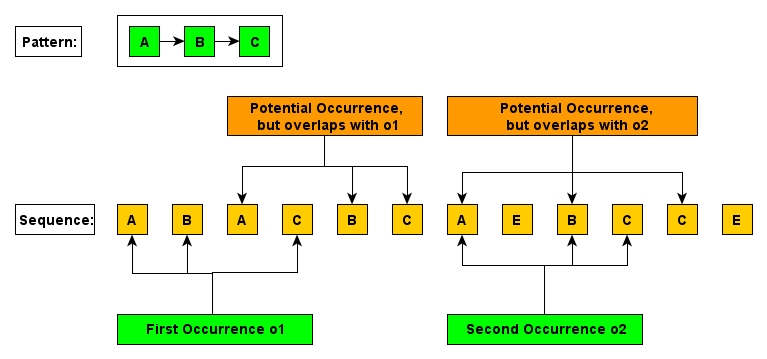 Pattern:
A
B
C
Potential Occurrence,
but overlaps with o1
Potential Occurrence,
but overlaps with o2
Sequence:
A
B
A
C
B
C
A
E
B
C
C
E
First Occurrence o1
Second Occurrence o2